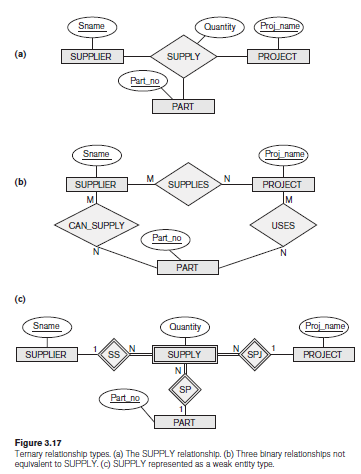 Sname
Quantity
Proj_name
(a)
SUPPLIER
SUPPLY
PROJECT
Part_no
PART
Sname
Proj_name
(b)
SUPPLIER
M
SUPPLIES
N
PROJECT
M
M
CAN_SUPPLY
USES
Part_no
N
N
PART
(c)
Sname
Quantity
Proj_name
SUPPLIER
1
SS
N
SUPPLY
N
SPJ
1
PROJECT
N
SP
Part_no
1
PART
Figure 3.17
Ternary relationship types. (a) The SUPPLY relationship. (b) Three binary relationships not
equivalent to SUPPLY. (c) SUPPLY represented as a weak entity type.